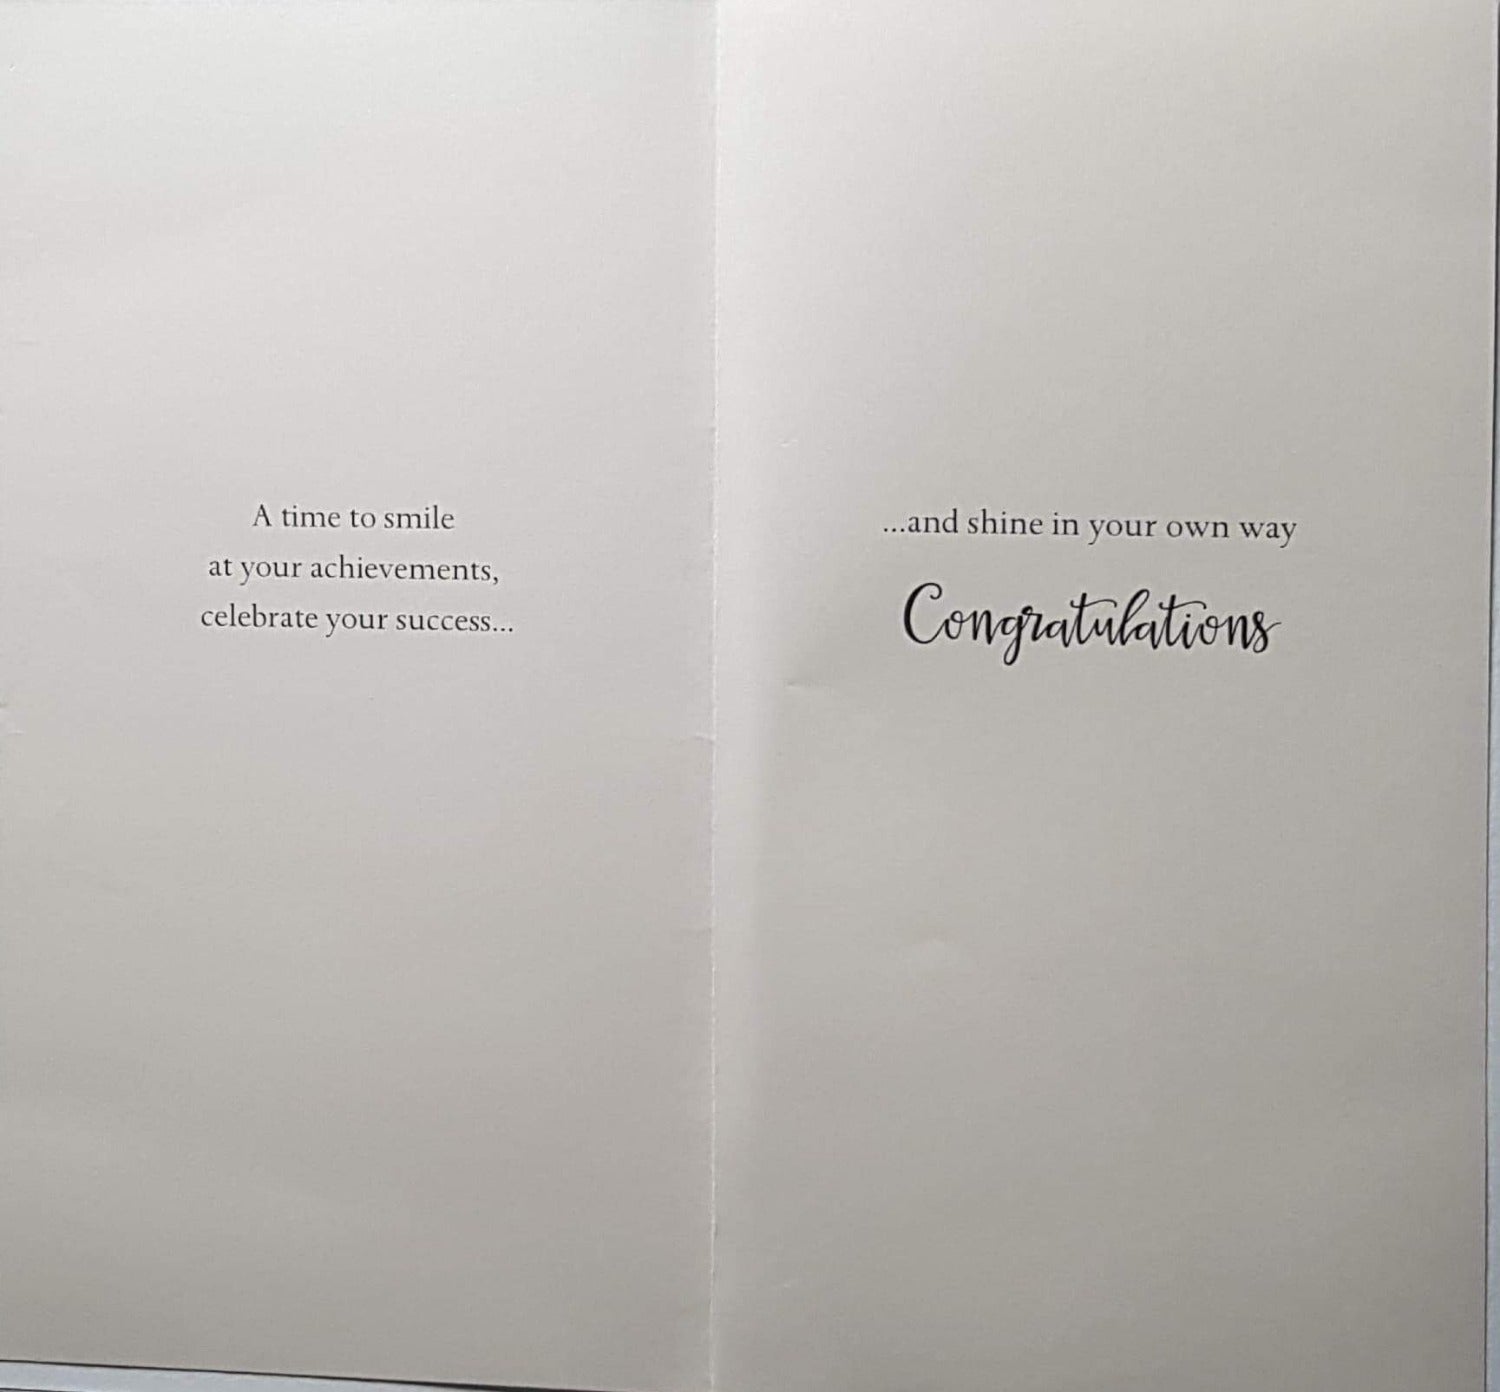 A time to smile
at your achievements,
celebrate your success...
...and shine in your own way
Congratulations